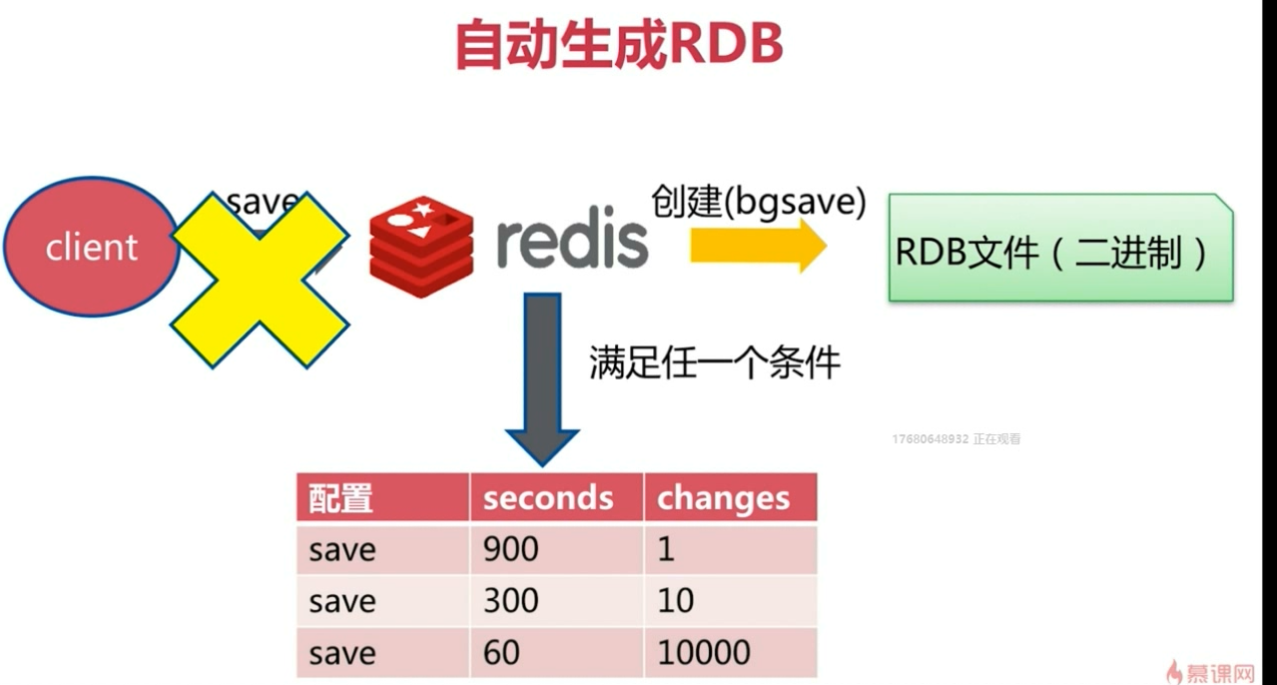 自动生成RDB
client
save
redis
创建(bgsave)
RDB文件（二进制）
满足任一个条件
17680648932 正在观看
配置 seconds changes
save 900 1
save 300 10
save 60 10000
慕课网